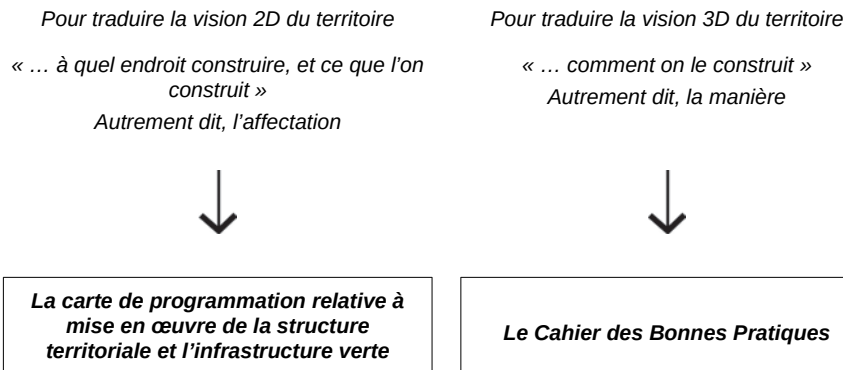 Pour traduire la vision 2D du territoire
« … à quel endroit construire, et ce que l'on
construit »
Autrement dit, l'affectation
La carte de programmation relative à
mise en œuvre de la structure
territoriale et l'infrastructure verte
Pour traduire la vision 3D du territoire
« … comment on le construit »
Autrement dit, la manière
Le Cahier des Bonnes Pratiques